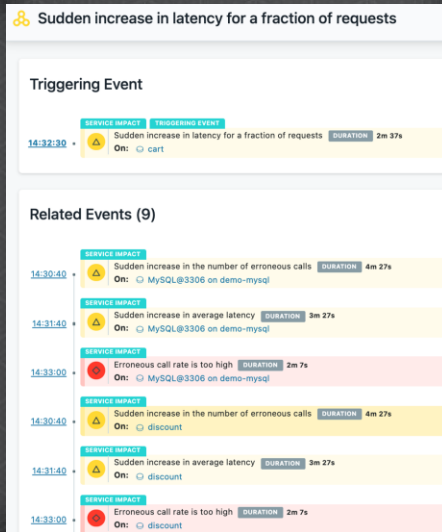 Sudden increase in latency for a fraction of requests
Triggering Event
SERVICE IMPACT TRIGGERING EVENT
14:32:30 Sudden increase in latency for a fraction of requests DURATION 2m 37s
On: cart
Related Events (9)
SERVICE IMPACT
14:30:40 Sudden increase in the number of erroneous calls DURATION 4m 27s
On: MySQL@3306 on demo-mysql
SERVICE IMPACT
14:31:40 Sudden increase in average latency DURATION 3m 27s
On: MySQL@3306 on demo-mysql
SERVICE IMPACT
14:33:00 Erroneous call rate is too high DURATION 2m 7s
On: MySQL@3306 on demo-mysql
SERVICE IMPACT
14:30:40 Sudden increase in the number of erroneous calls DURATION 4m 27s
On: discount
SERVICE IMPACT
14:31:40 Sudden increase in average latency DURATION 3m 27s
On: discount
SERVICE IMPACT
14:33:00 Erroneous call rate is too high DURATION 2m 7s
On: discount